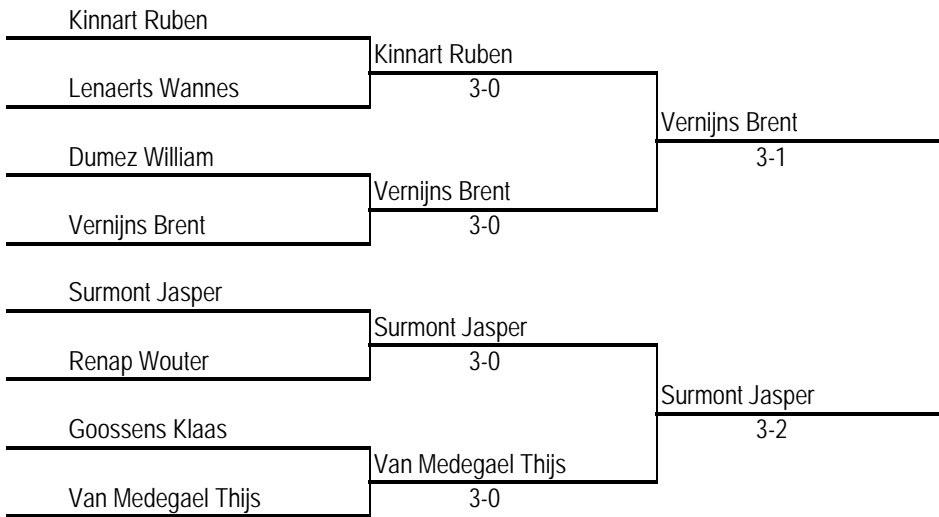 Kinnart Ruben
Kinnart Ruben
Lenaerts Wannes
3-0
Vernijns Brent
Dumez William
3-1
Vernijns Brent
Vernijns Brent
3-0
Surmont Jasper
Surmont Jasper
Renap Wouter
3-0
Surmont Jasper
Goossens Klaas
3-2
Van Medegael Thijs
Van Medegael Thijs
3-0